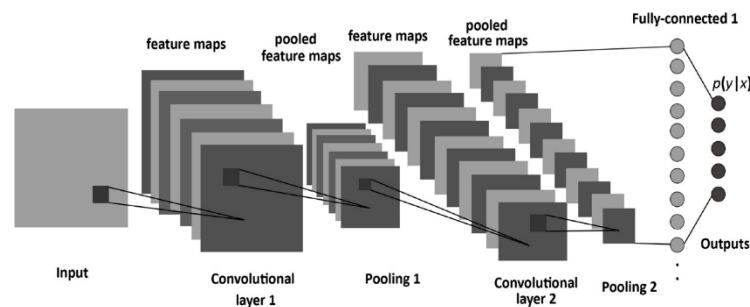 Fully-connected 1
feature maps
pooled
feature maps
feature maps
pooled
feature maps
p(y|x)
Input
Convolutional
layer 1
Pooling 1
Convolutional
layer 2
Pooling 2
Outputs